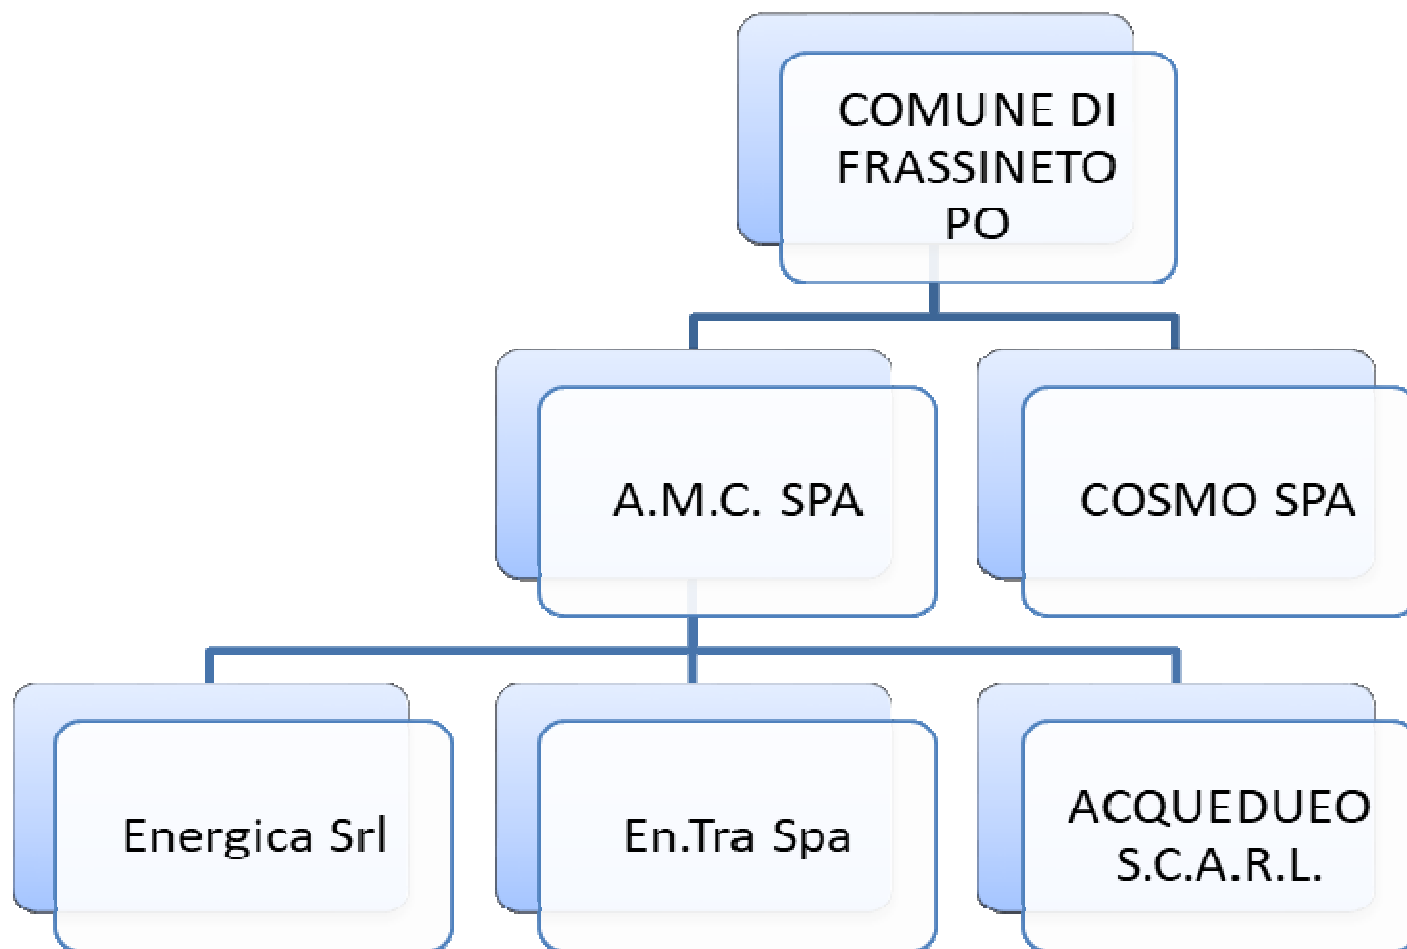 COMUNE DI
FRASSINETO
PO
A.M.C. SPA
COSMO SPA
Energica Srl
En.Tra Spa
ACQUEDUEO
S.C.A.R.L.